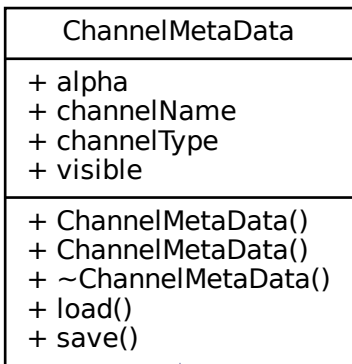 ChannelMetaData
+ alpha
+ channelName
+ channelType
+ visible
+ ChannelMetaData()
+ ChannelMetaData()
+ ~ChannelMetaData()
+ load()
+ save()